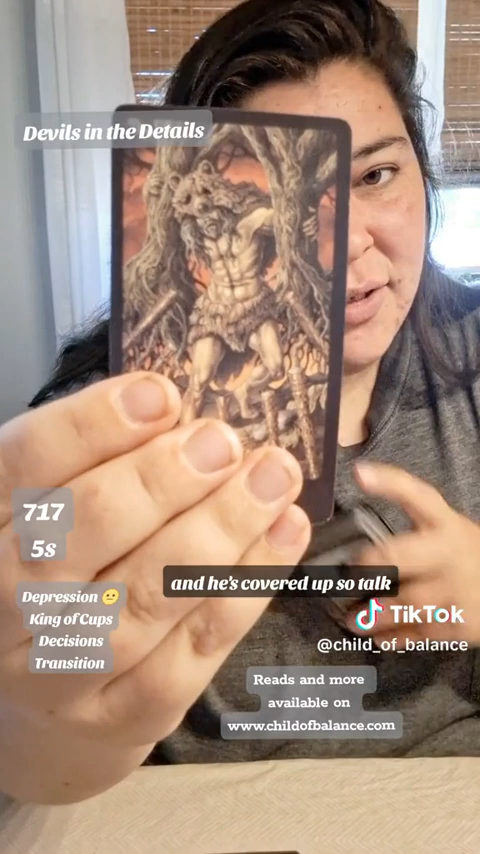 Devils in the Details
717
5s
Depression 😐
King of Cups
Decisions
Transition
and he's covered up so talk
TikTok
@child_of_balance
Reads and more
available on
www.childofbalance.com